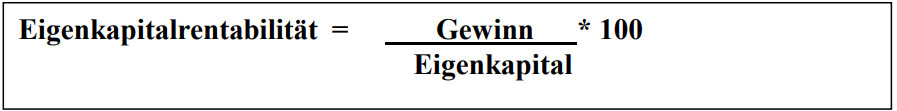 Eigenkapitalrentabilität = Gewinn * 100
Eigenkapital